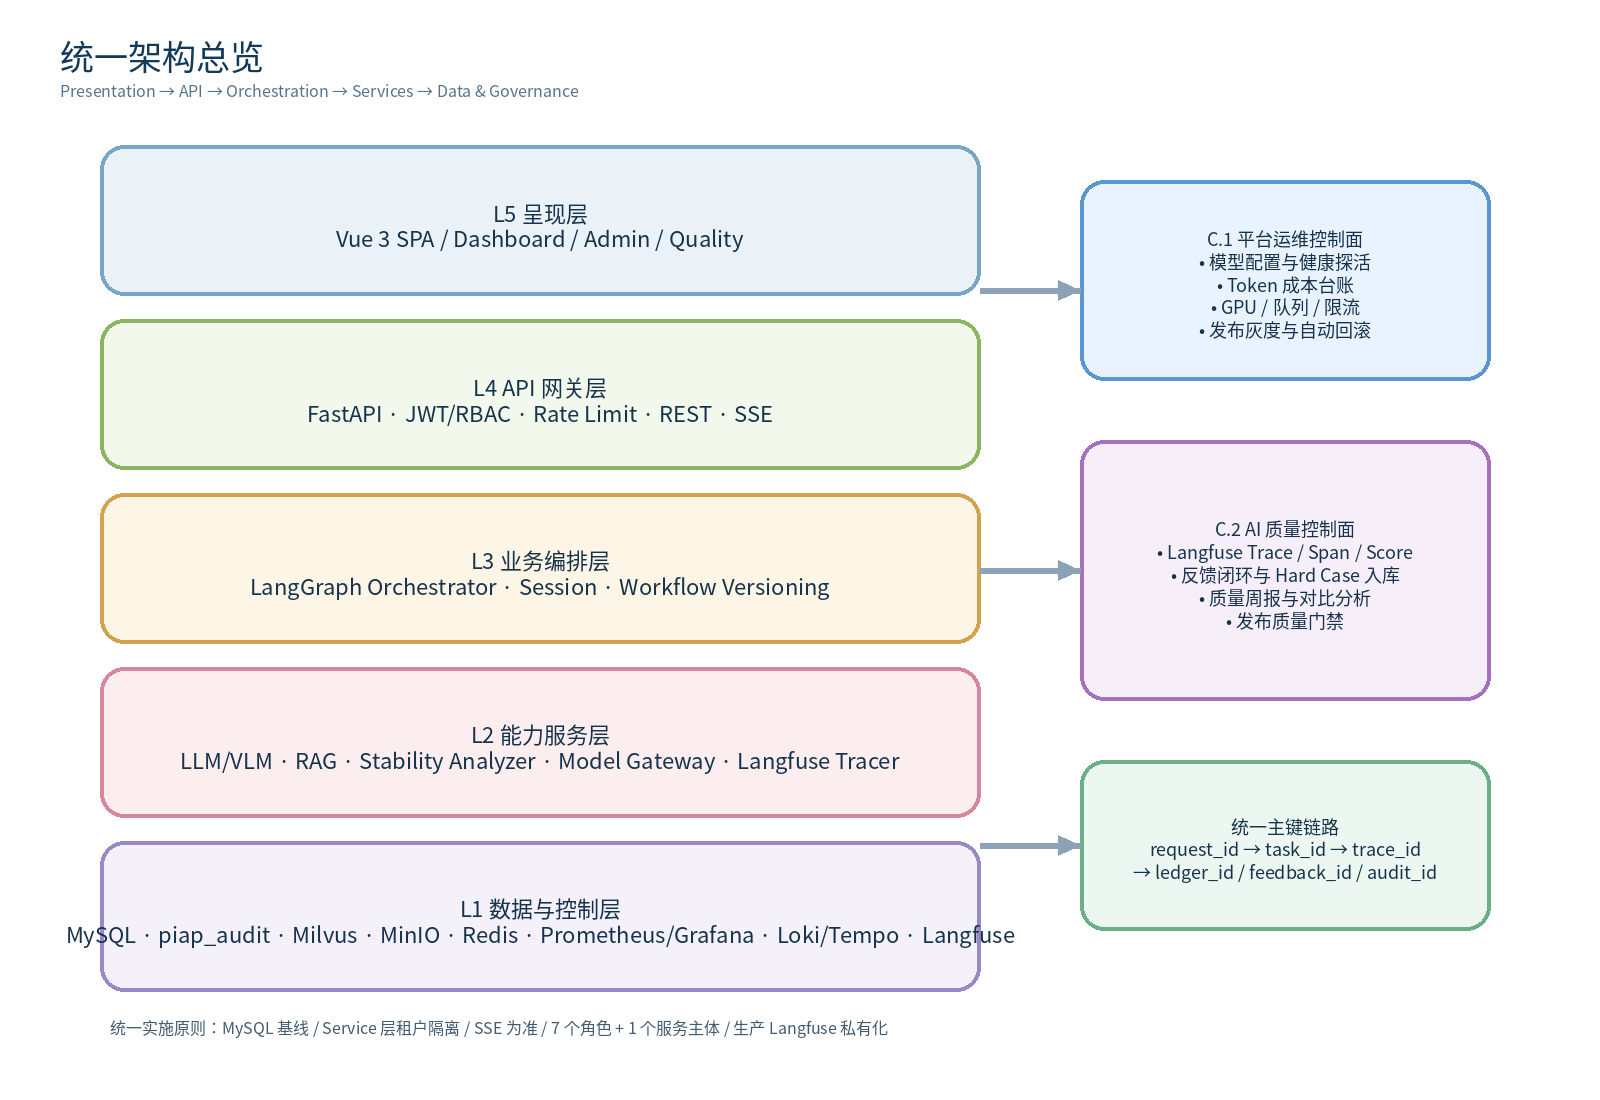 统一架构总览
Presentation → API → Orchestration → Services → Data & Governance
L5 呈现层
Vue 3 SPA / Dashboard / Admin / Quality
L4 API 网关层
FastAPI · JWT/RBAC · Rate Limit · REST · SSE
L3 业务编排层
LangGraph Orchestrator · Session · Workflow Versioning
L2 能力服务层
LLM/VLM · RAG · Stability Analyzer · Model Gateway · Langfuse Tracer
L1 数据与控制层
MySQL · piap_audit · Milvus · MinIO · Redis · Prometheus/Grafana · Loki/Tempo · Langfuse
C.1 平台运维控制面
• 模型配置与健康探活
• Token 成本台账
• GPU / 队列 / 限流
• 发布灰度与自动回滚
C.2 AI 质量控制面
• Langfuse Trace / Span / Score
• 反馈闭环与 Hard Case 入库
• 质量周报与对比分析
• 发布质量门禁
统一主键链路
request_id → task_id → trace_id
→ ledger_id / feedback_id / audit_id
统一实施原则：MySQL 基线 / Service 层租户隔离 / SSE 为准 / 7 个角色 + 1 个服务主体 / 生产 Langfuse 私有化